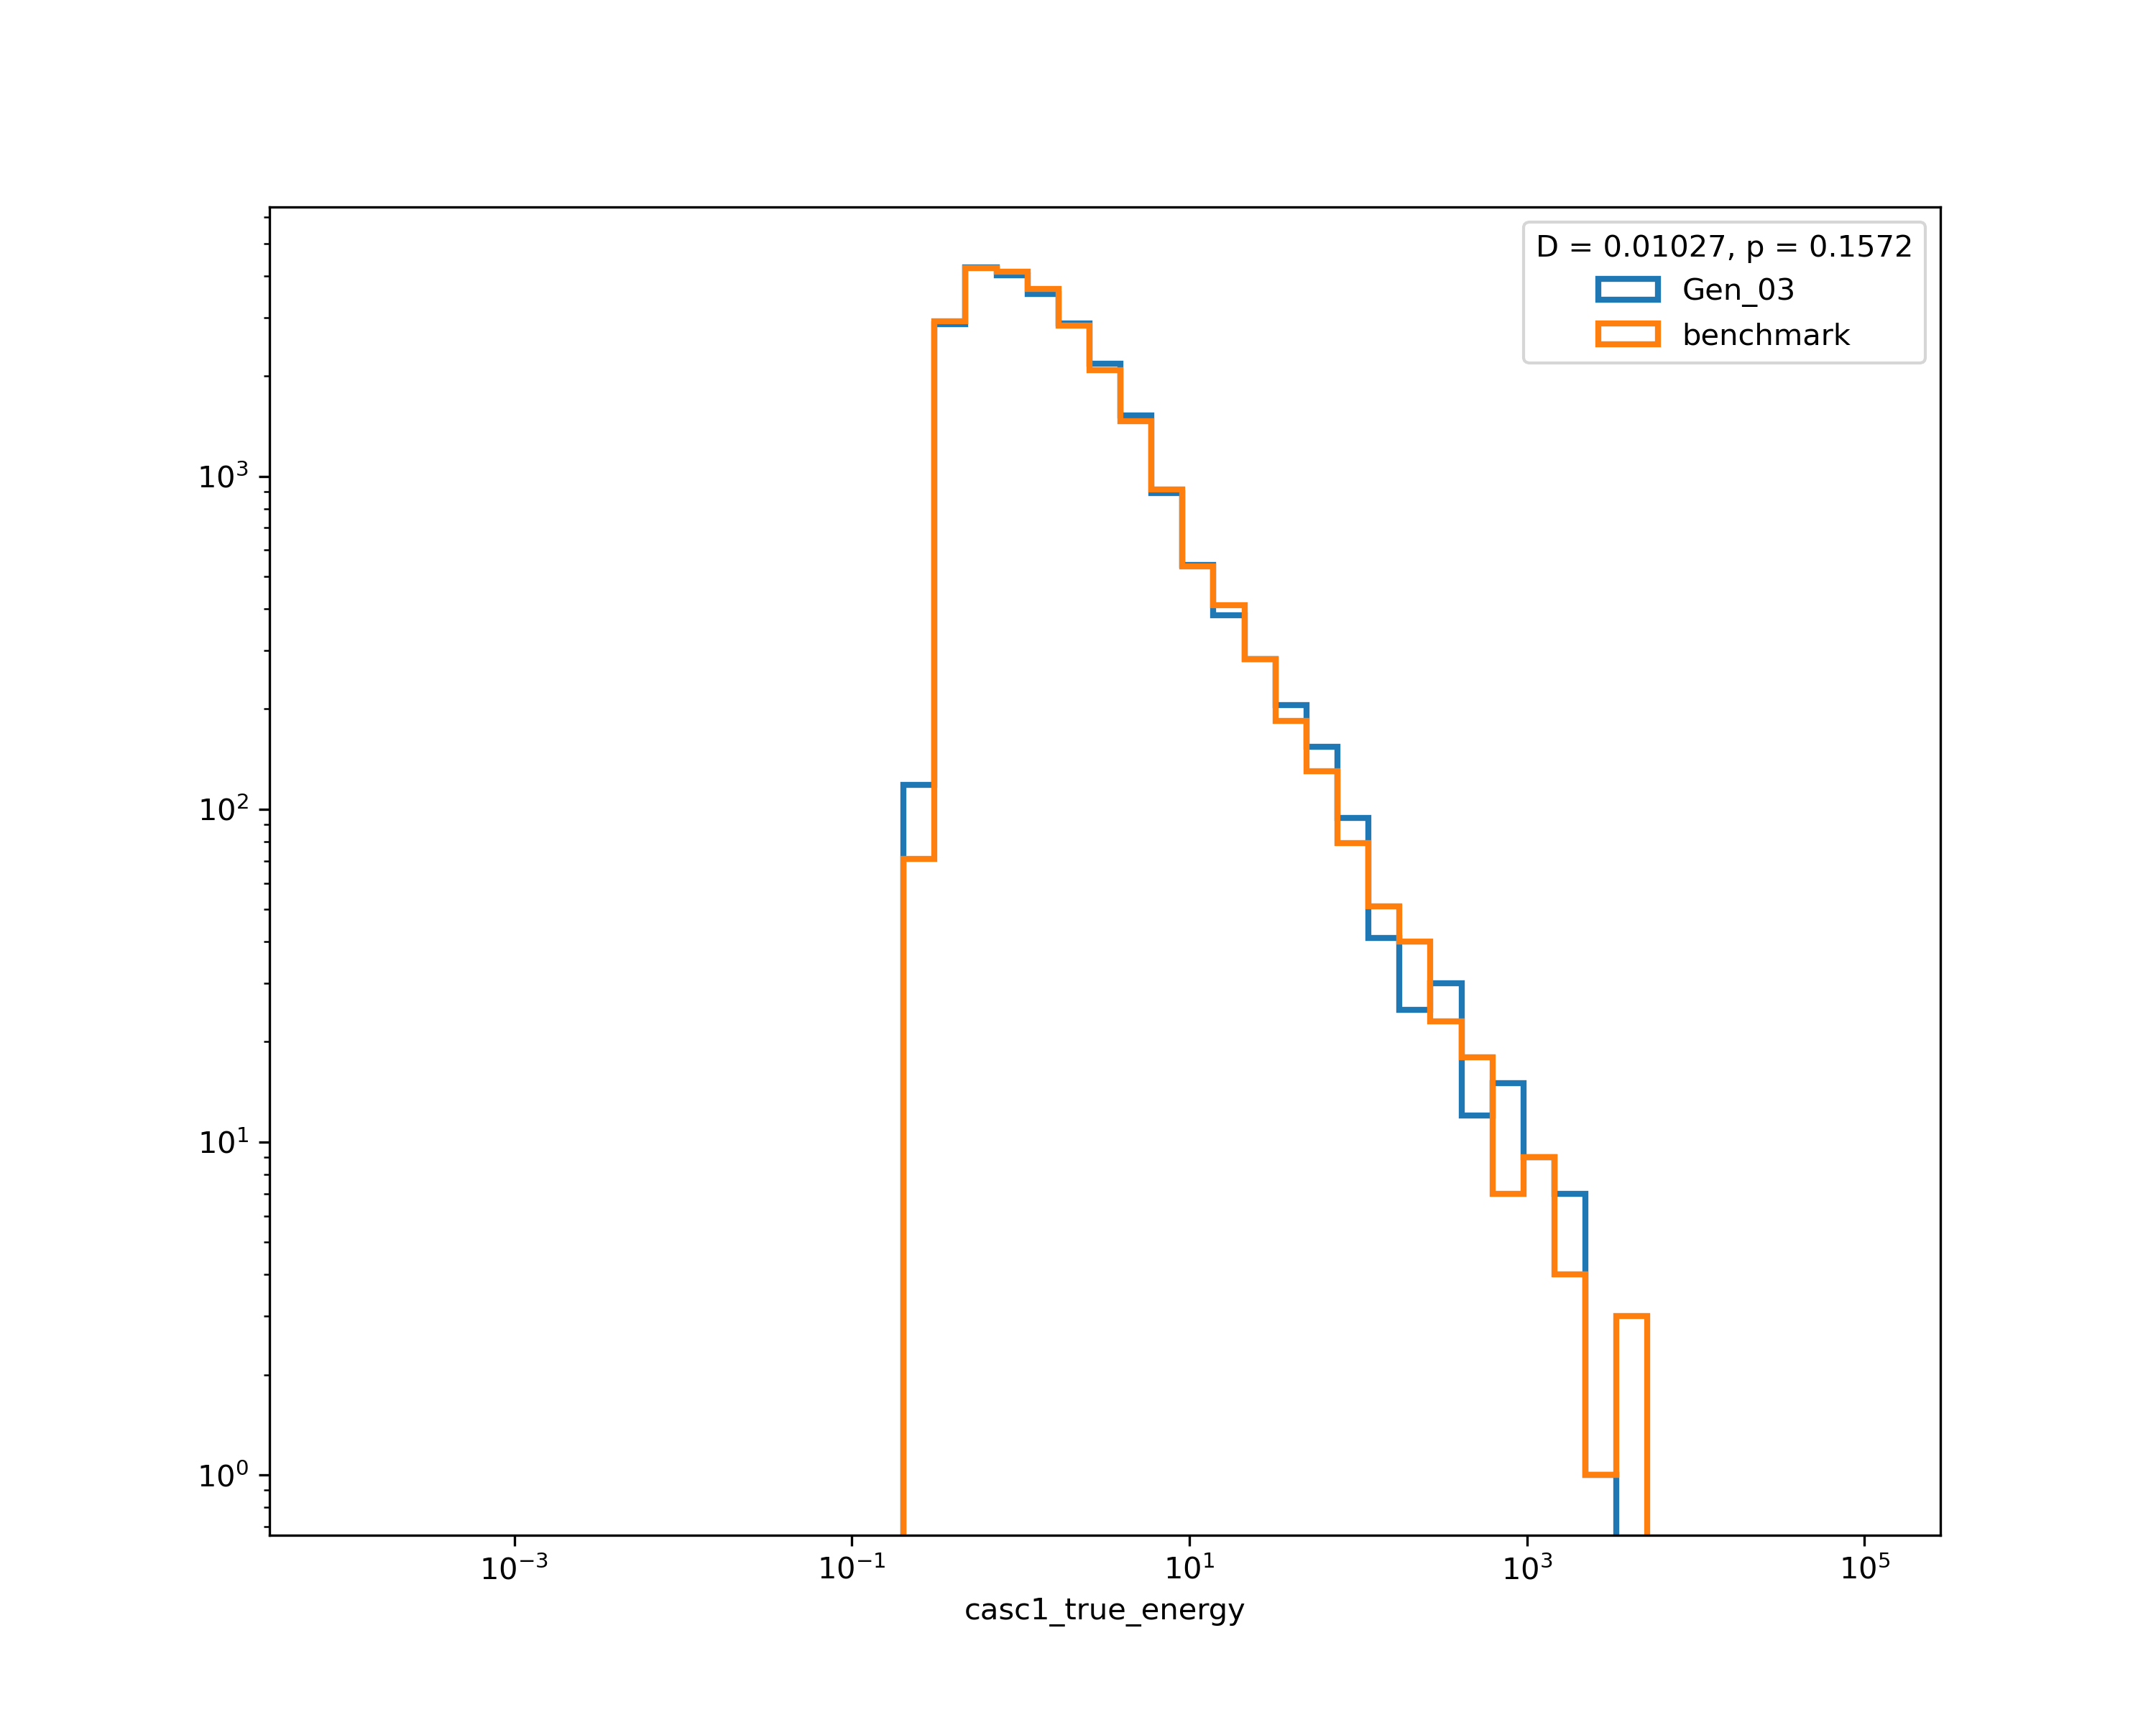 D = 0.01027, p = 0.1572
Gen_03
benchmark
10³
10²
10¹
10⁰
10⁻³ 10⁻¹ 10¹ 10³ 10⁵
casc1_true_energy